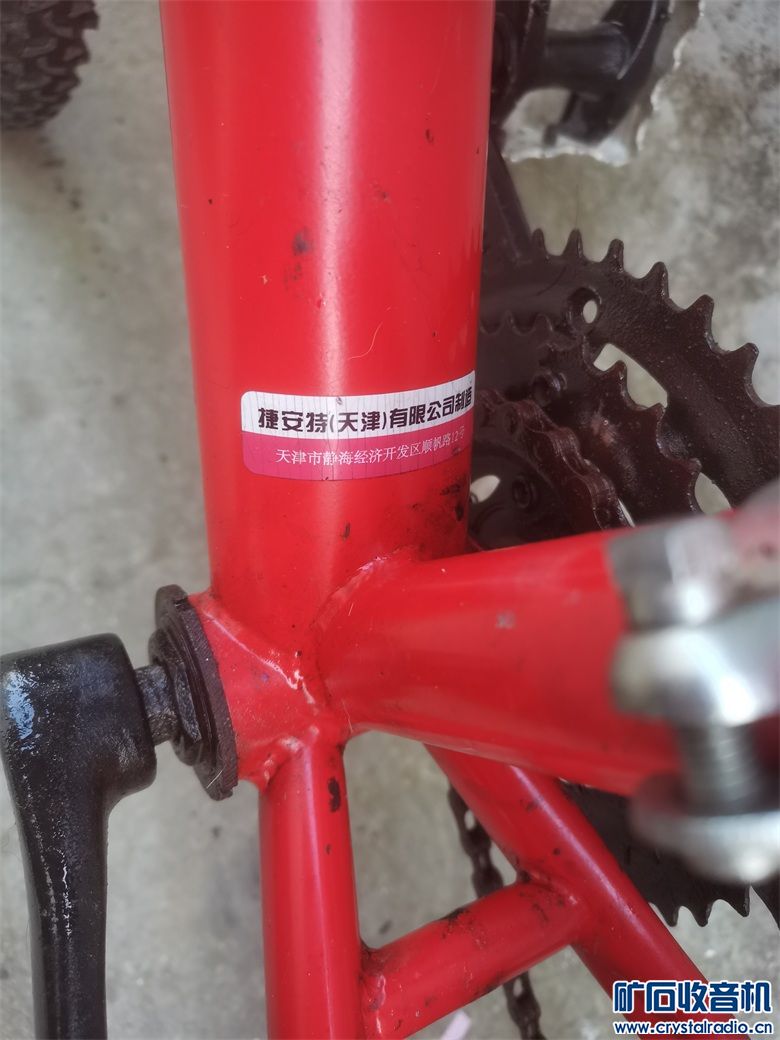 捷安特(天津)有限公司制造
天津市静海经济开发区顺帆路12号
矿石收音机
www.crystalradio.cn